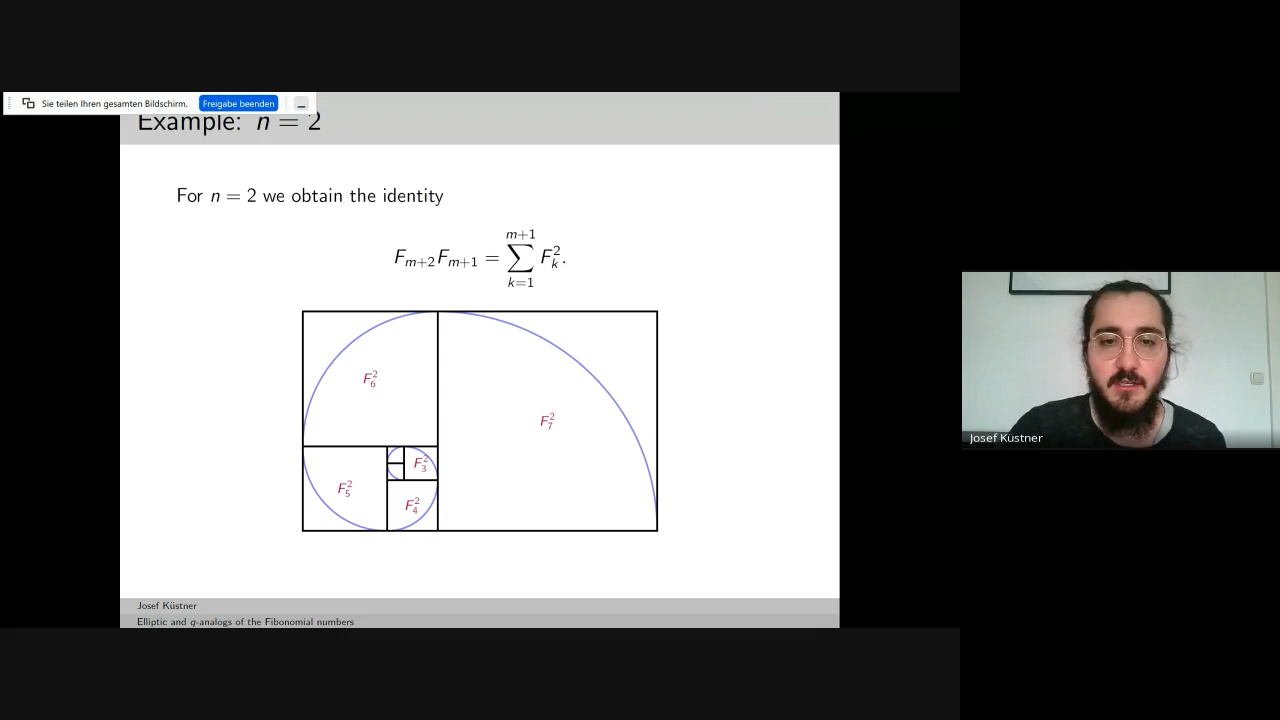 Sie teilen Ihren gesamten Bildschirm. Freigabe beenden
Example: n = 2
For n = 2 we obtain the identity
F_{m+2}F_{m+1} = \sum_{k=1}^{m+1} F_k^2.
F_6^2
F_7^2
F_3^2
F_5^2
F_4^2
Josef Küstner
Josef Küstner
Elliptic and q-analogs of the Fibonomial numbers